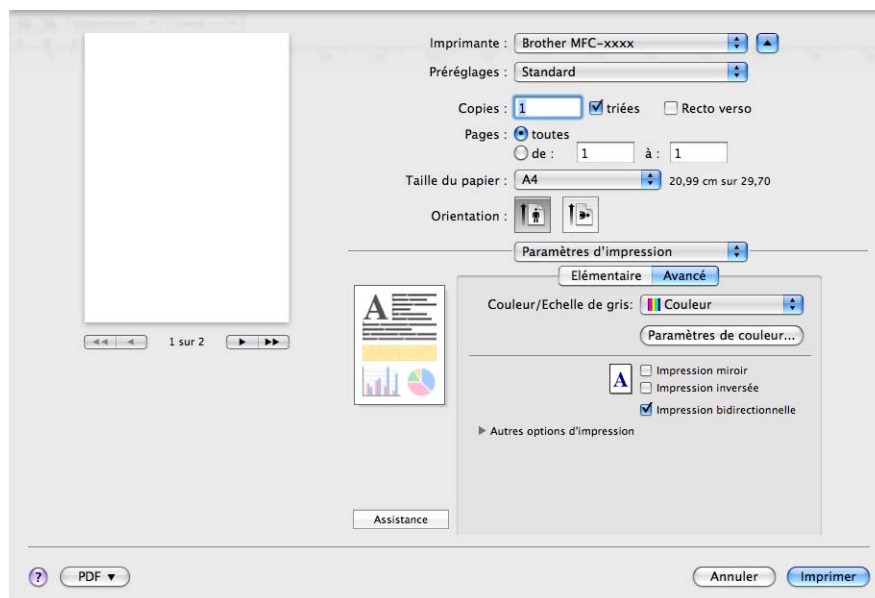 Imprimante : Brother MFC-xxxx
Préréglages : Standard
Copies : 1 triées Recto verso
Pages : toutes
de : 1 à : 1
Taille du papier : A4 20,99 cm sur 29,70
Orientation :
Paramètres d'impression
Elémentaire Avancé
Couleur/Echelle de gris: Couleur
Paramètres de couleur...
A
Impression miroir
A
Impression inversée
Impression bidirectionnelle
Autres options d'impression
1 sur 2
Assistance
? PDF Annuler Imprimer